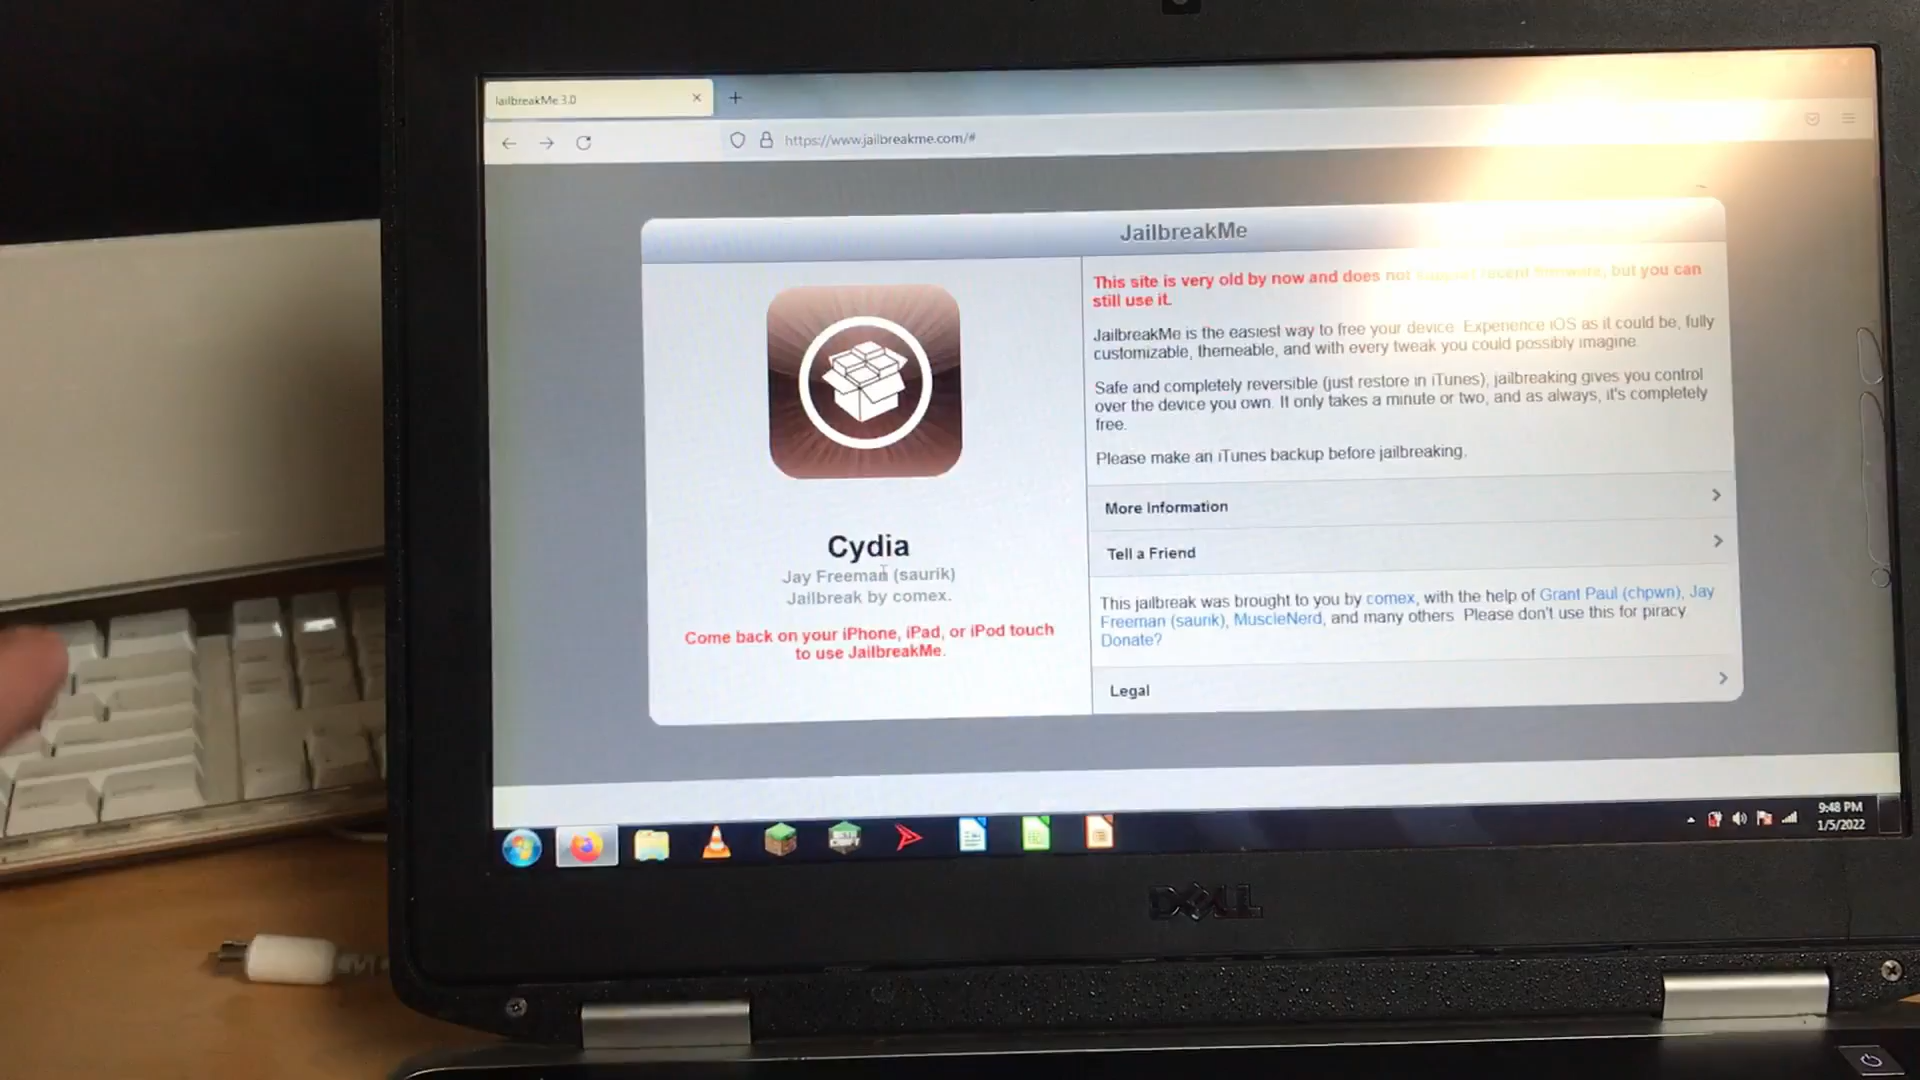 JailbreakMe 3.0
https://www.jailbreakme.com/#
JailbreakMe
This site is very old by now and does not support recent firmware, but you can
still use it.
JailbreakMe is the easiest way to free your device. Experience iOS as it could be, fully
customizable, themeable, and with every tweak you could possibly imagine.
Safe and completely reversible (just restore in iTunes), jailbreaking gives you control
over the device you own. It only takes a minute or two, and as always, it's completely
free.
Please make an iTunes backup before jailbreaking.
More Information
Tell a Friend
This jailbreak was brought to you by comex, with the help of Grant Paul (chpwn), Jay
Freeman (saurik), MuscleNerd, and many others. Please don't use this for piracy.
Donate?
Legal
Cydia
Jay Freeman (saurik)
Jailbreak by comex.
Come back on your iPhone, iPad, or iPod touch
to use JailbreakMe.
9:48 PM
1/5/2022
DELL